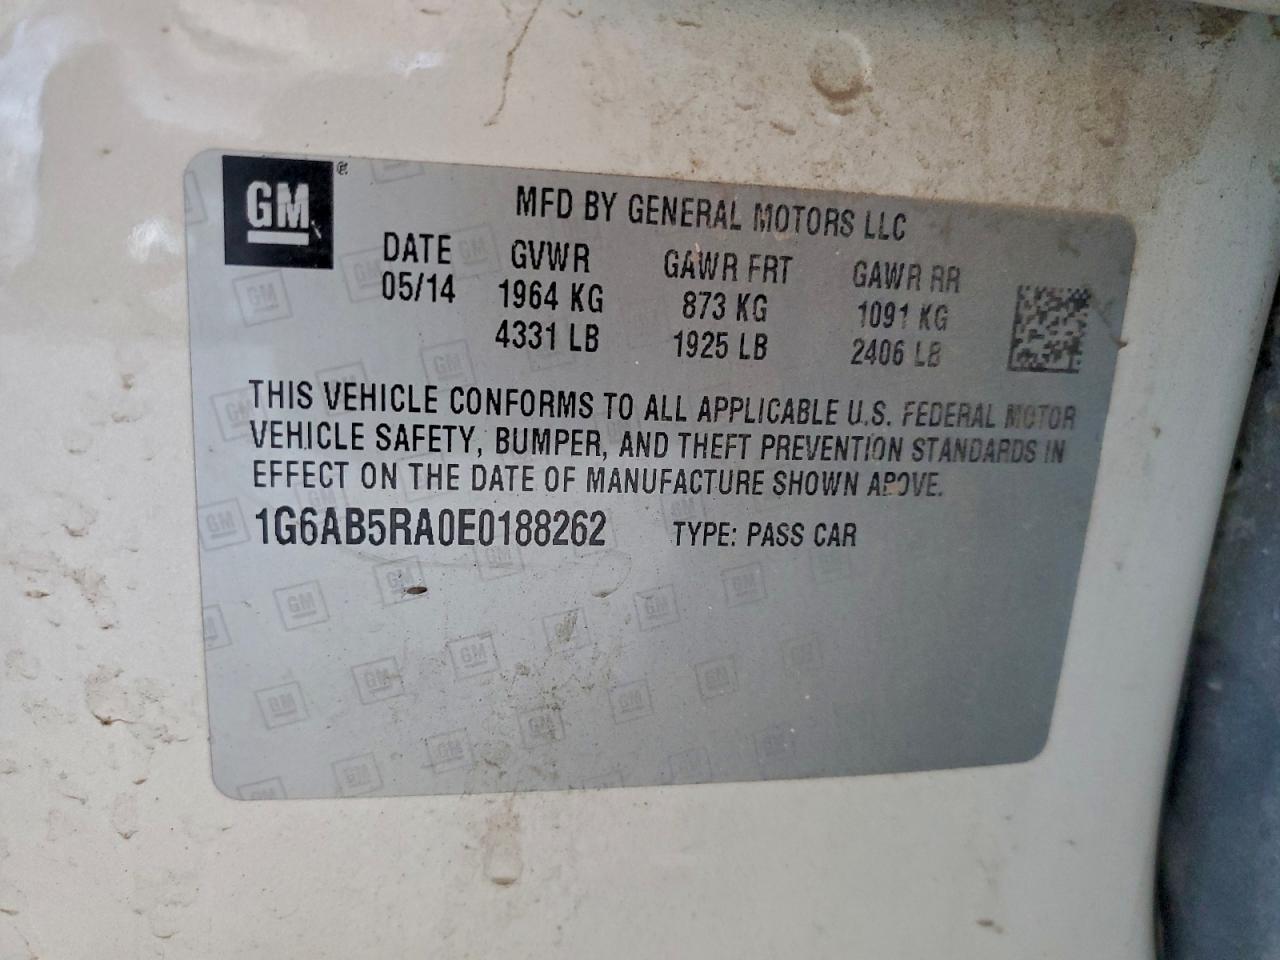 GM
MFD BY GENERAL MOTORS LLC
DATE GVWR GAWR FRT GAWR RR
05/14 1964 KG 873 KG 1091 KG
4331 LB 1925 LB 2406 LB
THIS VEHICLE CONFORMS TO ALL APPLICABLE U.S. FEDERAL MOTOR
VEHICLE SAFETY, BUMPER, AND THEFT PREVENTION STANDARDS IN
EFFECT ON THE DATE OF MANUFACTURE SHOWN ABOVE.
1G6AB5RA0E0188262 TYPE: PASS CAR